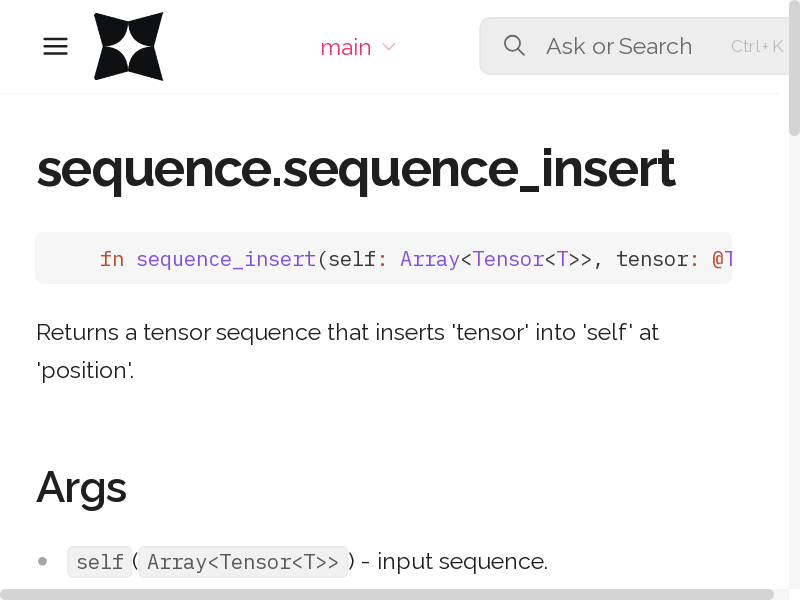 main
Ask or Search
Ctrl+K
sequence.sequence_insert
fn sequence_insert(self: Array<Tensor<T>>, tensor: @T
Returns a tensor sequence that inserts 'tensor' into 'self' at
'position'.
Args
self(Array<Tensor<T>>) - input sequence.